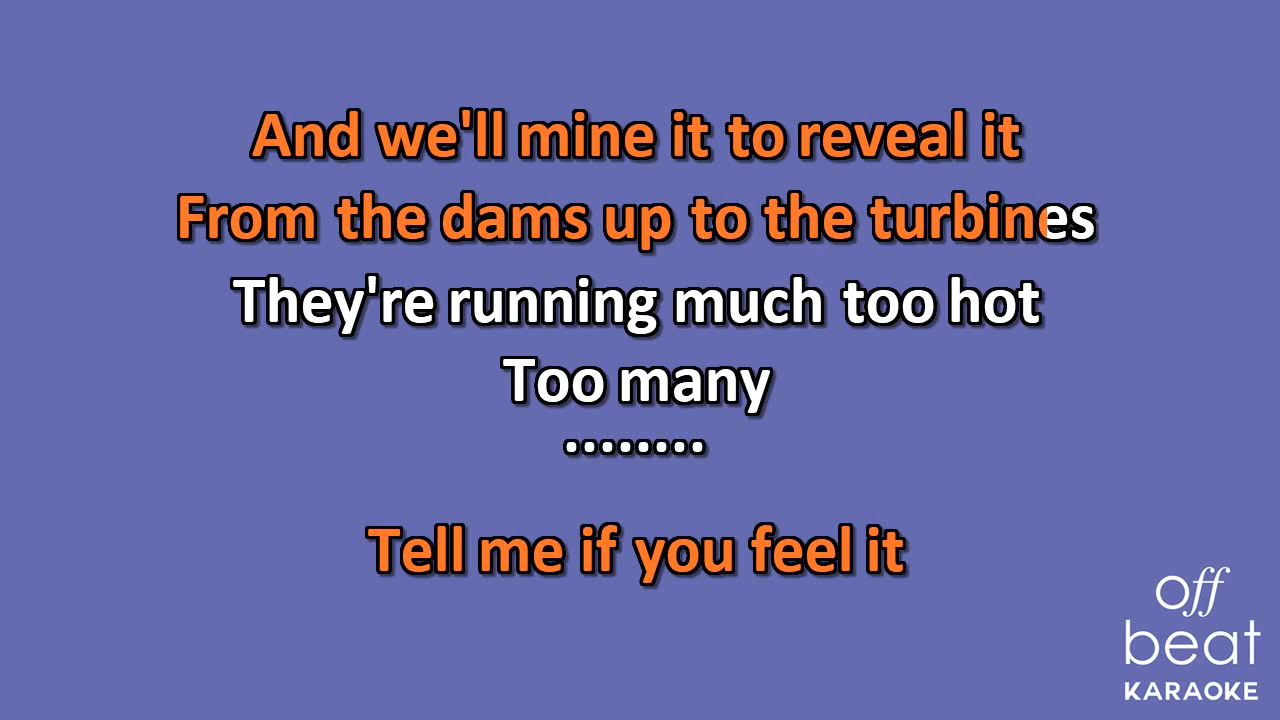 And we'll mine it to reveal it
From the dams up to the turbines
They're running much too hot
Too many
........
Tell me if you feel it
off
beat
KARAOKE